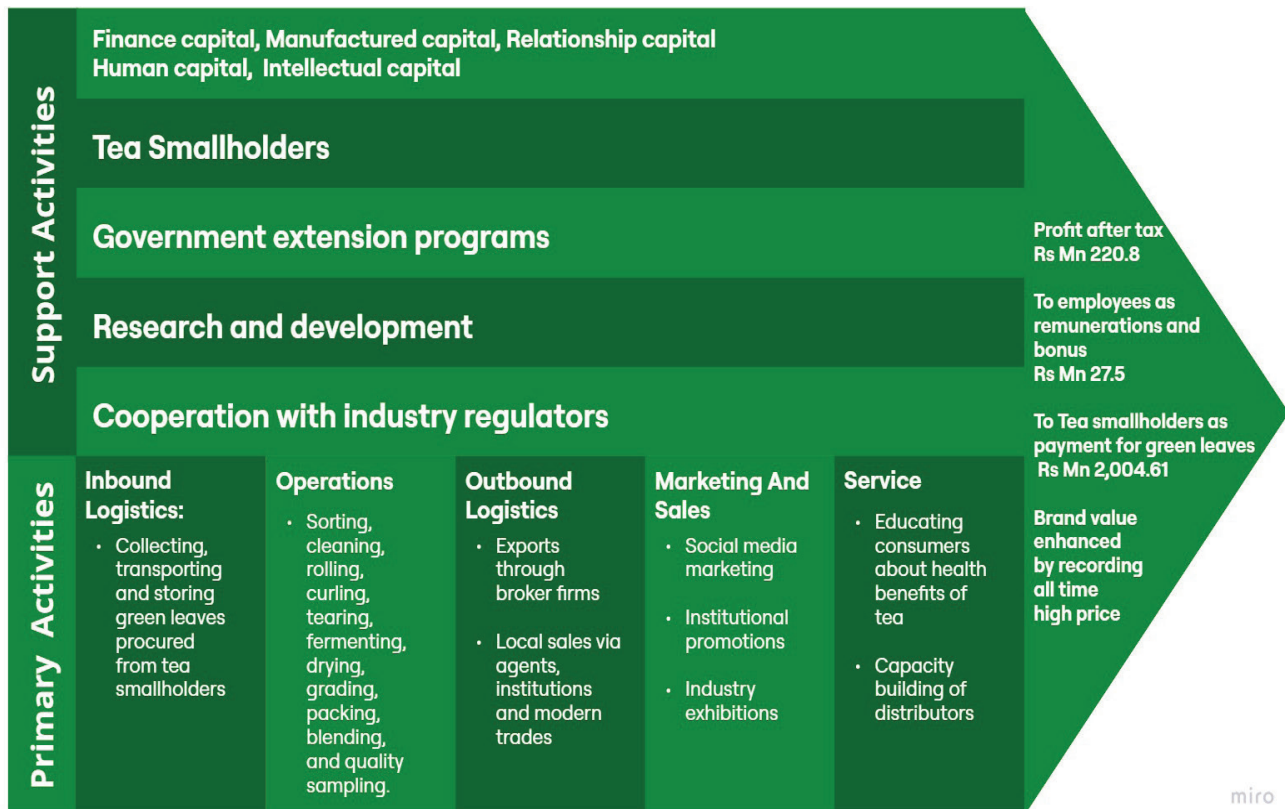 Support Activities
Finance capital, Manufactured capital, Relationship capital
Human capital, Intellectual capital
Tea Smallholders
Government extension programs
Research and development
Cooperation with industry regulators
Primary Activities
Inbound
Logistics:
• Collecting,
transporting
and storing
green leaves
procured
from tea
smallholders
Operations
• Sorting,
cleaning,
rolling,
curling,
tearing,
fermenting,
drying,
grading,
packing,
blending,
and quality
sampling.
Outbound
Logistics
• Exports
through
broker firms
• Local sales via
agents,
institutions
and modern
trades
Marketing And
Sales
• Social media
marketing
• Institutional
promotions
• Industry
exhibitions
Service
• Educating
consumers
about health
benefits of
tea
• Capacity
building of
distributors
Profit after tax
Rs Mn 220.8
To employees as
remunerations and
bonus
Rs Mn 27.5
To Tea smallholders as
payment for green leaves
Rs Mn 2,004.61
Brand value
enhanced
by recording
all time
high price
miro